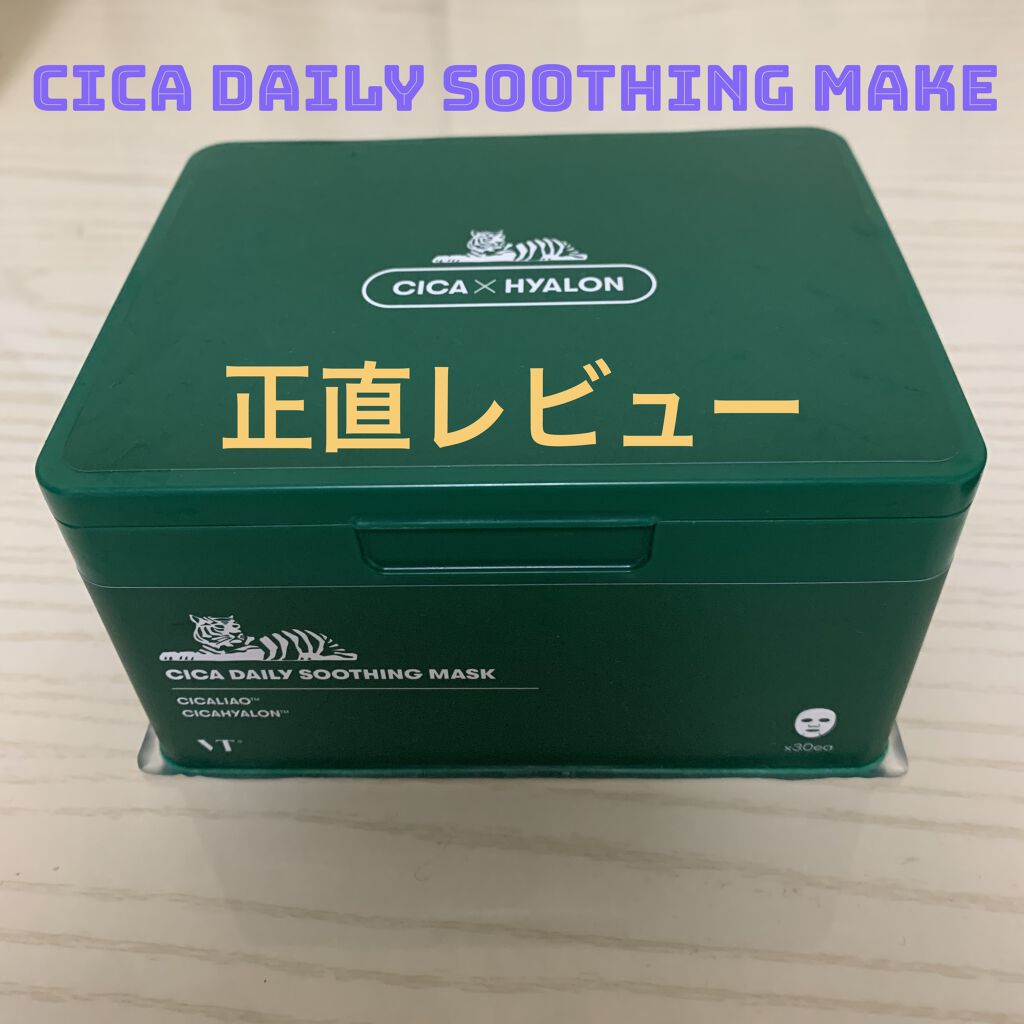 CICA DAILY SOOTHING MAKE
CICA × HYALON
正直レビュー
CICA DAILY SOOTHING MASK
CICALIAO™
CICAHYALON™
VT®
x30ea